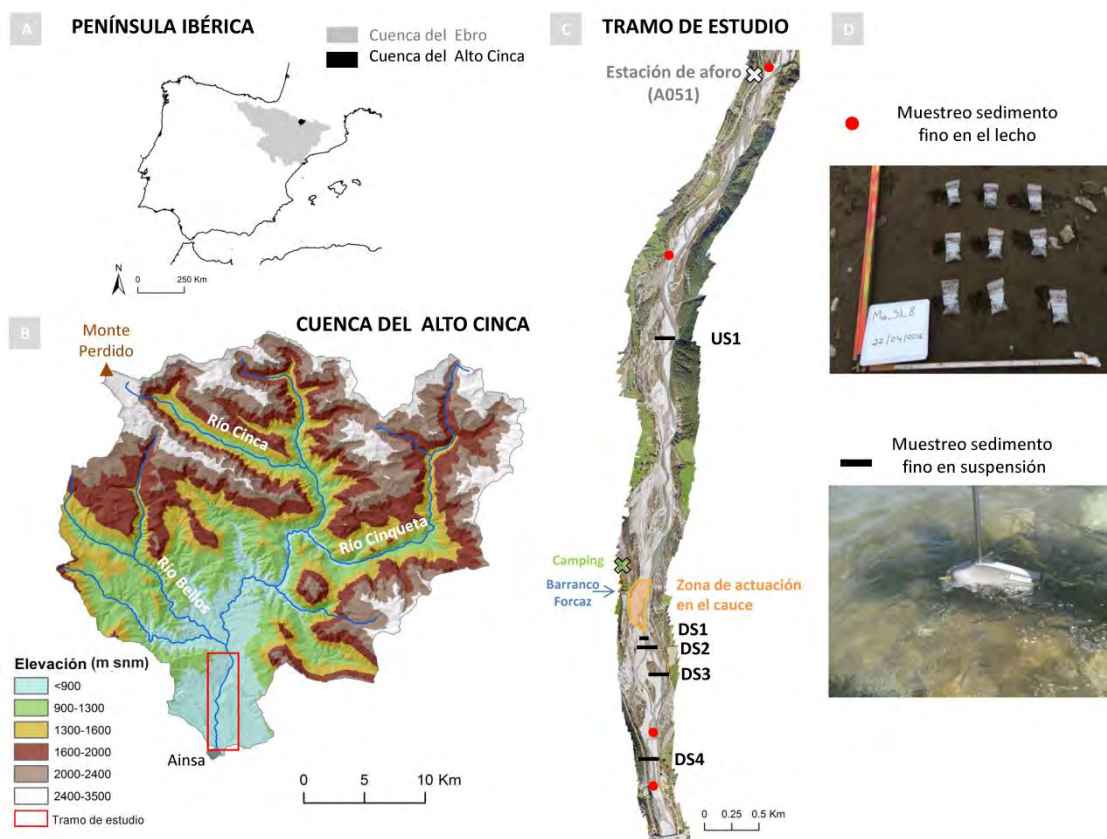 A
PENÍNSULA IBÉRICA
Cuenca del Ebro
Cuenca del Alto Cinca
N
0 250 Km
B
CUENCA DEL ALTO CINCA
Monte
Perdido
Río Cinca
Río Cinqueta
Río Bellos
Elevación (m snm)
<900
900-1300
1300-1600
1600-2000
2000-2400
2400-3500
Tramo de estudio
Ainsa
0 5 10 Km
C
TRAMO DE ESTUDIO
Estación de aforo
(A051)
US1
Camping
Barranco
Forcaz
Zona de actuación
en el cauce
DS1
DS2
DS3
DS4
0 0.25 0.5 Km
D
Muestreo sedimento
fino en el lecho
Muestreo sedimento
fino en suspensión